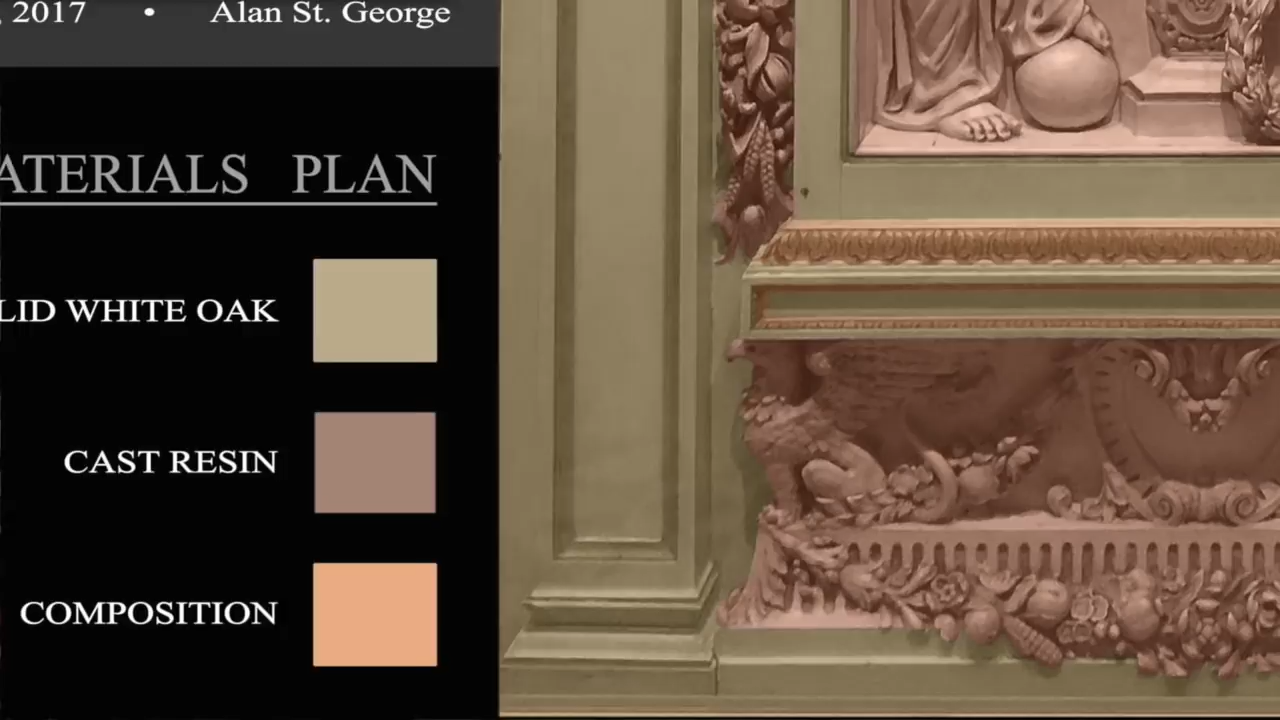 , 2017 • Alan St. George
ATERIALS PLAN
LID WHITE OAK
CAST RESIN
COMPOSITION